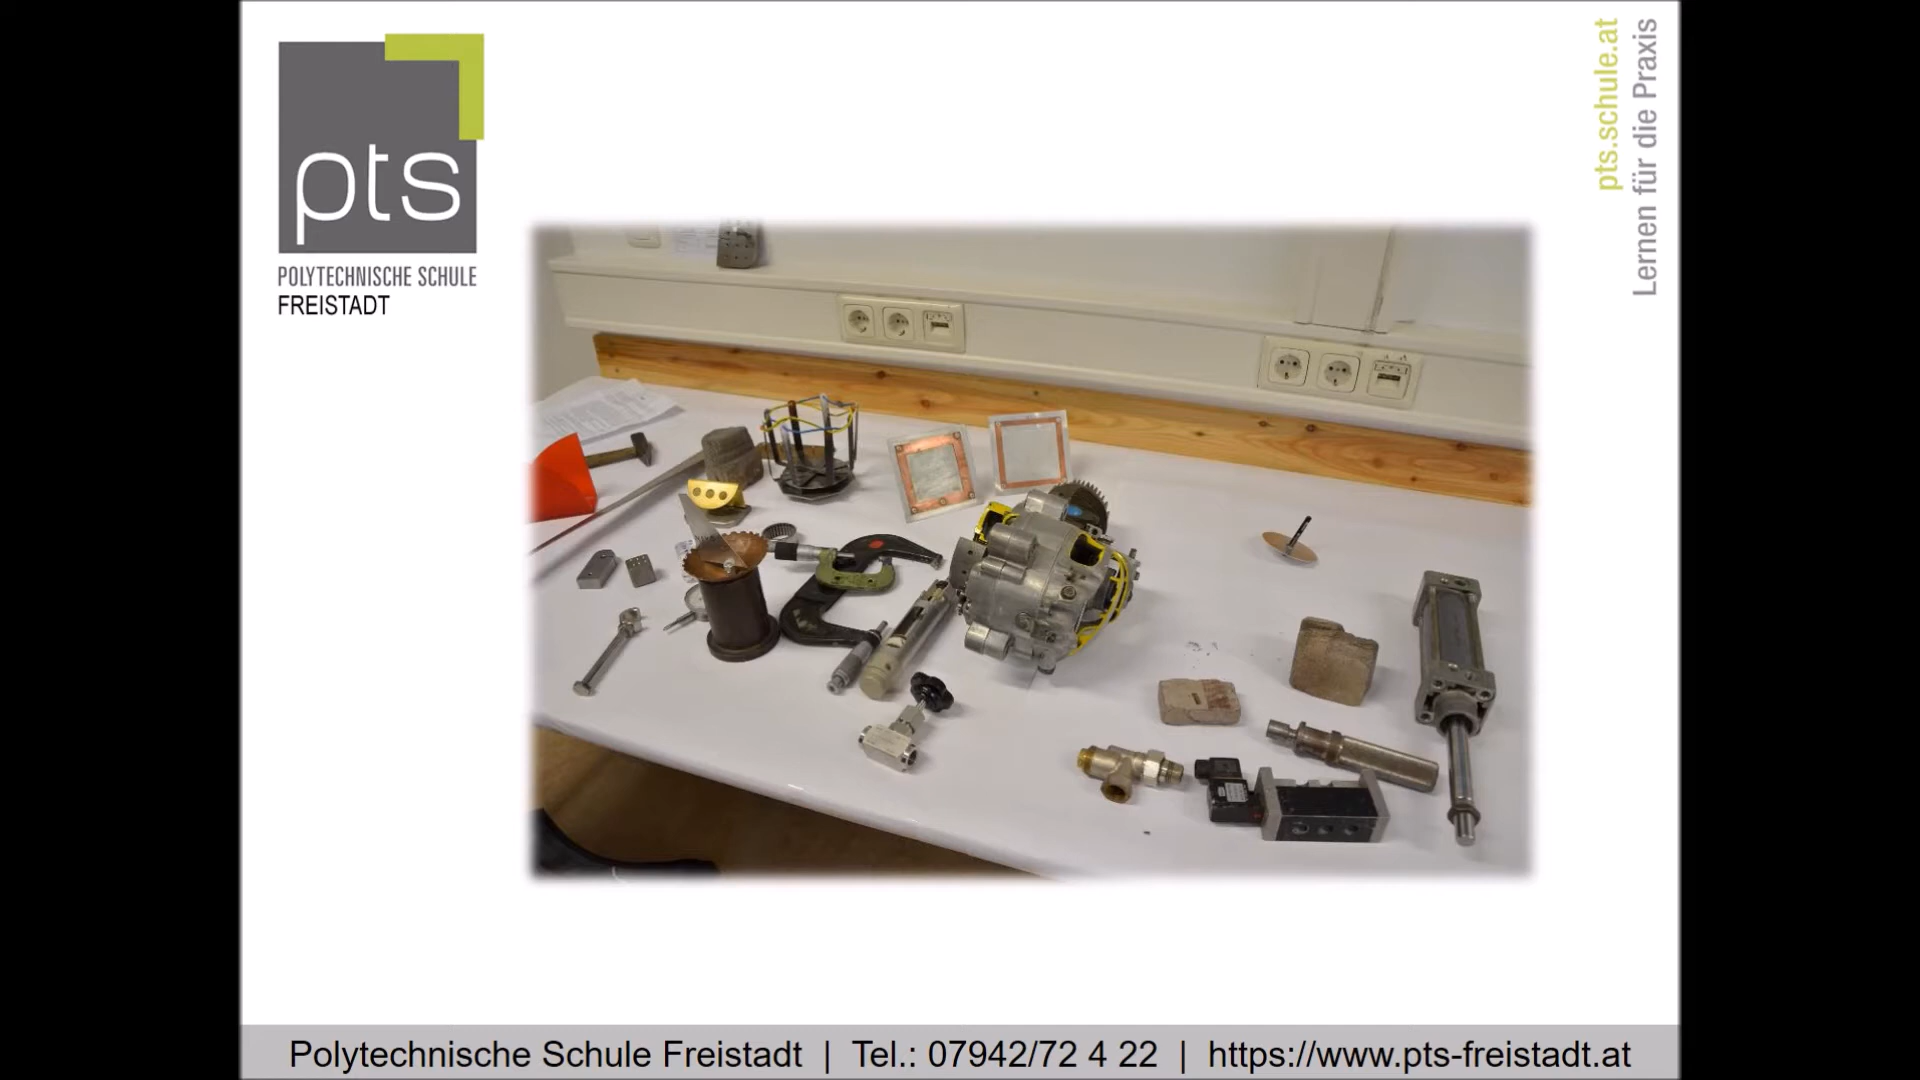 pts
POLYTECHNISCHE SCHULE
FREISTADT
pts.schule.at
Lernen für die Praxis
Polytechnische Schule Freistadt | Tel.: 07942/72 4 22 | https://www.pts-freistadt.at